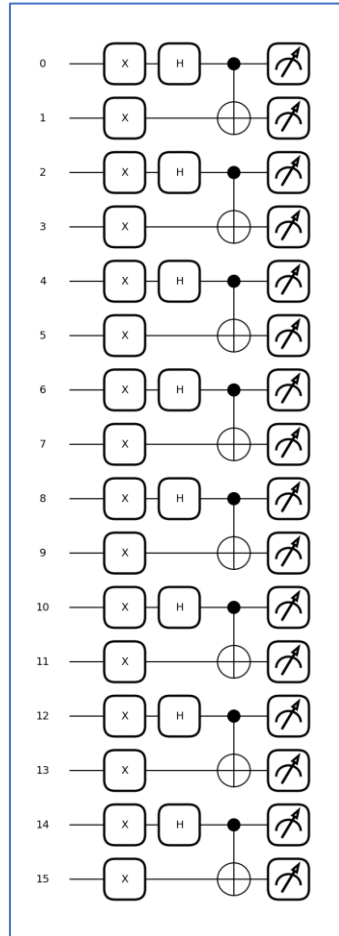 0 X H
1 X
2 X H
3 X
4 X H
5 X
6 X H
7 X
8 X H
9 X
10 X H
11 X
12 X H
13 X
14 X H
15 X